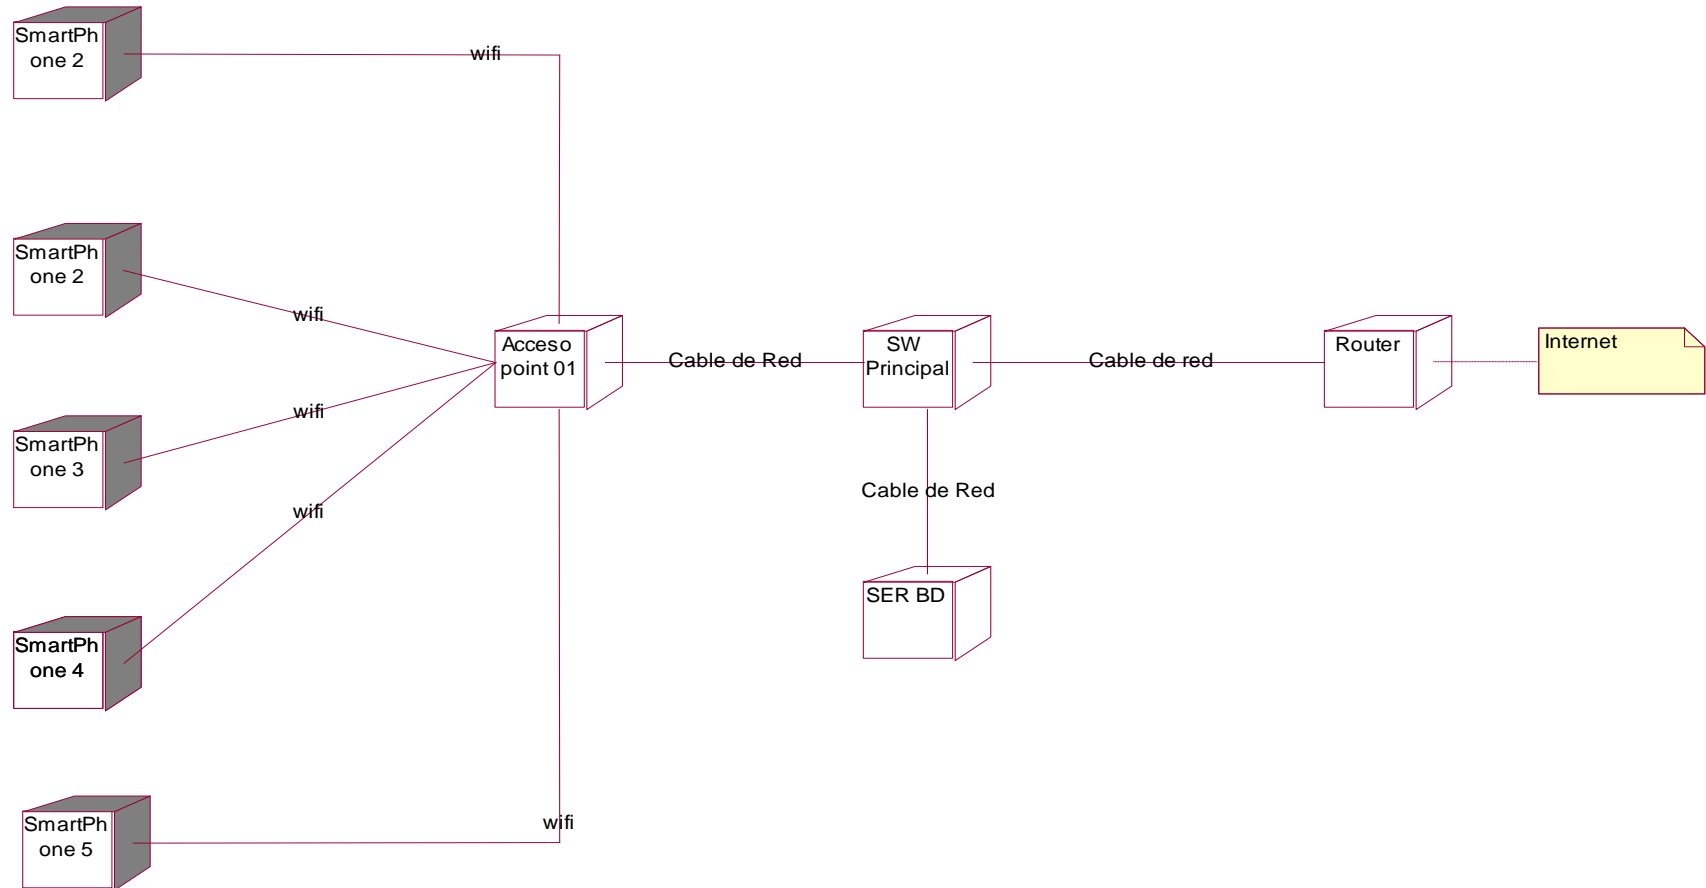 SmartPh
one 2
wifi
SmartPh
one 2
wifi
Acceso
point 01
Cable de Red
SW
Principal
Cable de red
Router
Internet
wifi
SmartPh
one 3
Cable de Red
wifi
SER BD
SmartPh
one 4
SmartPh
one 5
wifi